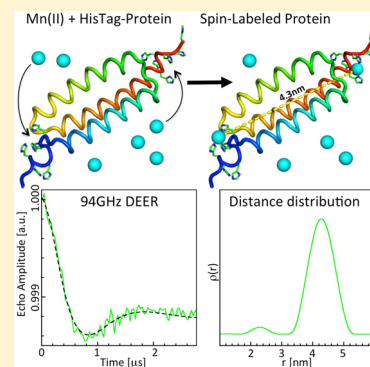 Mn(II) + HisTag-Protein
Spin-Labeled Protein
4.3nm
94GHz DEER
Distance distribution
1.000
0.999
Echo Amplitude [a.u.]
ρ(r)
0 1 2
2 3 4 5
Time [μs]
r [nm]